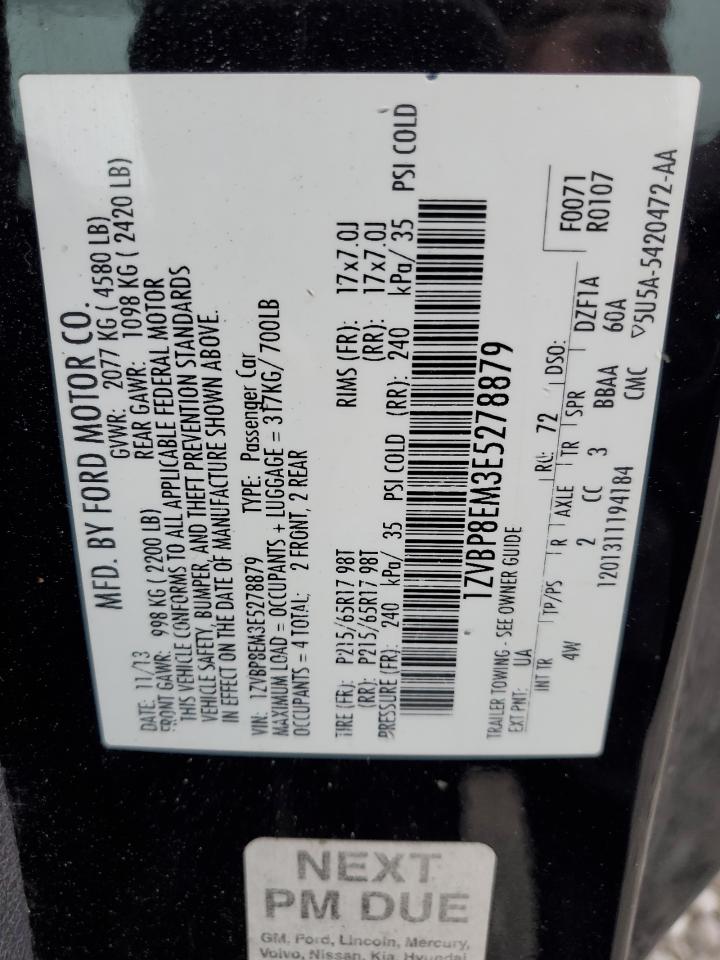 MFD. BY FORD MOTOR CO.
DATE: 11/13 GVWR: 2077 KG ( 4580 LB)
FRONT GAWR: 998 KG ( 2200 LB) REAR GAWR: 1098 KG ( 2420 LB)
THIS VEHICLE CONFORMS TO ALL APPLICABLE FEDERAL MOTOR
VEHICLE SAFETY, BUMPER, AND THEFT PREVENTION STANDARDS
IN EFFECT ON THE DATE OF MANUFACTURE SHOWN ABOVE.
VIN: 1ZVBP8EM3E5278879 TYPE: Passenger Car
MAXIMUM LOAD = OCCUPANTS + LUGGAGE = 317KG/ 700LB
OCCUPANTS = 4 TOTAL; 2 FRONT, 2 REAR
TIRE (FR): P215/65R17 98T RIMS (FR): 17x7.0J
(RR): P215/65R17 98T (RR): 17x7.0J
PRESSURE (FR): 240 kPa/ 35 PSI COLD (RR): 240 kPa/ 35 PSI COLD
1ZVBP8EM3E5278879
TRAILER TOWING - SEE OWNER GUIDE
EXT PNT: UA RC: 72 DSO: F0071
INT TR TP/PS R AXLE TR SPR DZF1A R0107
4W 2 CC 3 BBAA 60A
1201311194184 CMC ▽5U5A-5420472-AA
NEXT
PM DUE
GM, Ford, Lincoln, Mercury,
Volvo, Nissan, Kia, Hyundai